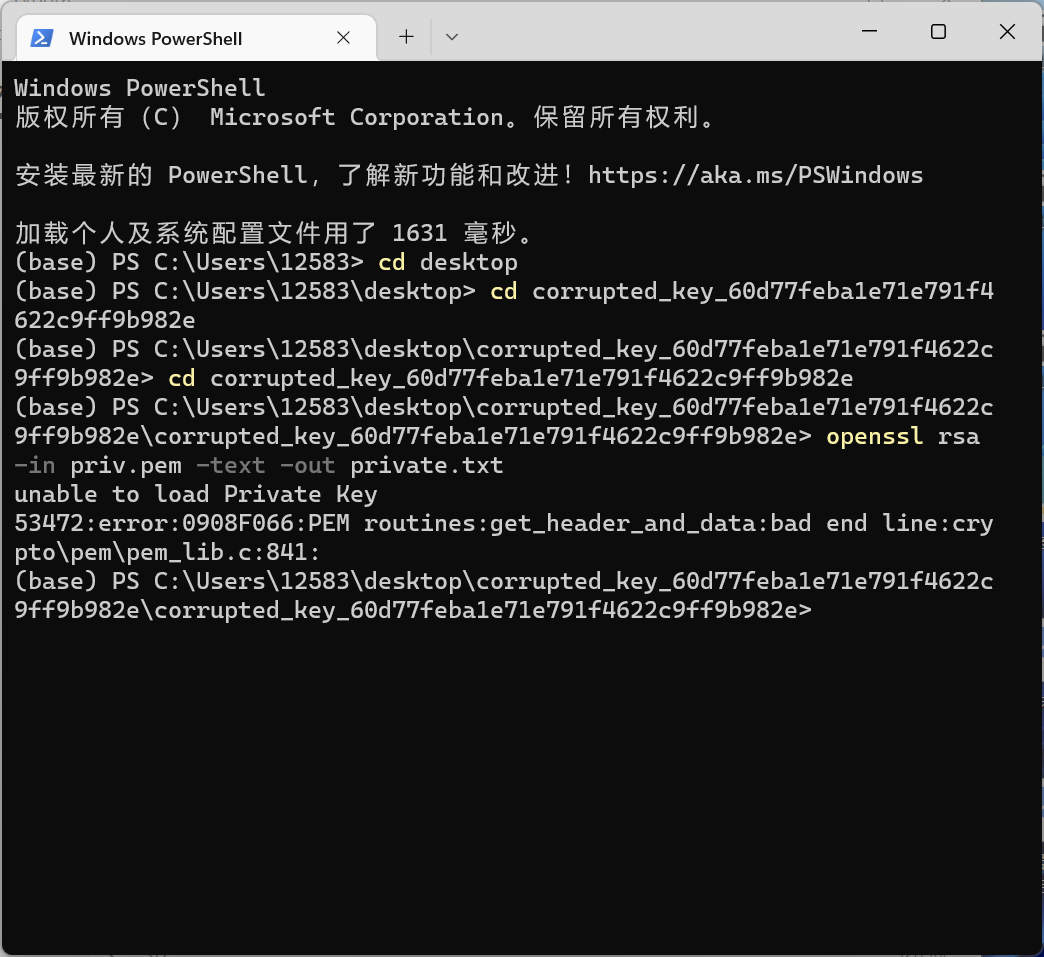 Windows PowerShell
Windows PowerShell
版权所有（C） Microsoft Corporation。保留所有权利。
安装最新的 PowerShell，了解新功能和改进！https://aka.ms/PSWindows
加载个人及系统配置文件用了 1631 毫秒。
(base) PS C:\Users\12583> cd desktop
(base) PS C:\Users\12583\desktop> cd corrupted_key_60d77feba1e71e791f4
622c9ff9b982e
(base) PS C:\Users\12583\desktop\corrupted_key_60d77feba1e71e791f4622c
9ff9b982e> cd corrupted_key_60d77feba1e71e791f4622c9ff9b982e
(base) PS C:\Users\12583\desktop\corrupted_key_60d77feba1e71e791f4622c
9ff9b982e\corrupted_key_60d77feba1e71e791f4622c9ff9b982e> openssl rsa
-in priv.pem -text -out private.txt
unable to load Private Key
53472:error:0908F066:PEM routines:get_header_and_data:bad end line:cry
pto\pem\pem_lib.c:841:
(base) PS C:\Users\12583\desktop\corrupted_key_60d77feba1e71e791f4622c
9ff9b982e\corrupted_key_60d77feba1e71e791f4622c9ff9b982e>